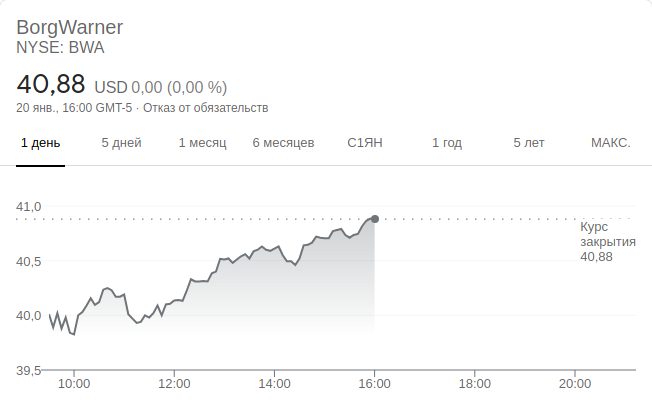 BorgWarner
NYSE: BWA
40,88 USD 0,00 (0,00 %)
20 янв., 16:00 GMT-5 · Отказ от обязательств
1 день 5 дней 1 месяц 6 месяцев С1ЯН 1 год 5 лет МАКС.
41,0
Курс
закрытия
40,88
40,5
40,0
39,5
10:00 12:00 14:00 16:00 18:00 20:00